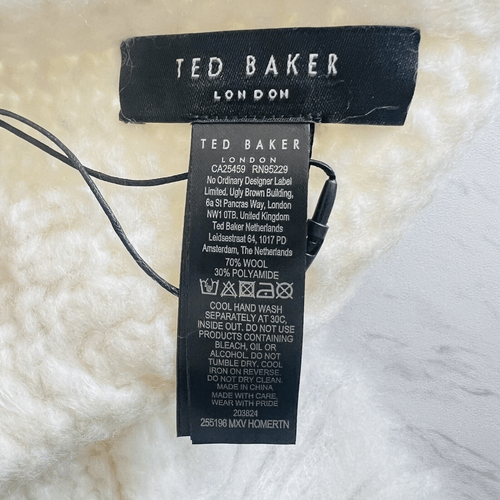 TED BAKER
LONDON
TED BAKER
LONDON
CA25459 RN95229
No Ordinary Designer Label
Limited, Ugly Brown Building,
6a St Pancras Way, London
NW1 0TB. United Kingdom
Ted Baker Netherlands
Leidsestraat 64, 1017 PD
Amsterdam, The Netherlands
70% WOOL
30% POLYAMIDE
COOL HAND WASH
SEPARATELY AT 30C,
INSIDE OUT. DO NOT USE
PRODUCTS CONTAINING
BLEACH, OIL OR
ALCOHOL. DO NOT
TUMBLE DRY. COOL
IRON ON REVERSE.
DO NOT DRY CLEAN.
MADE IN CHINA
MADE WITH CARE,
WEAR WITH PRIDE
203824
255196 MXV HOMERTN